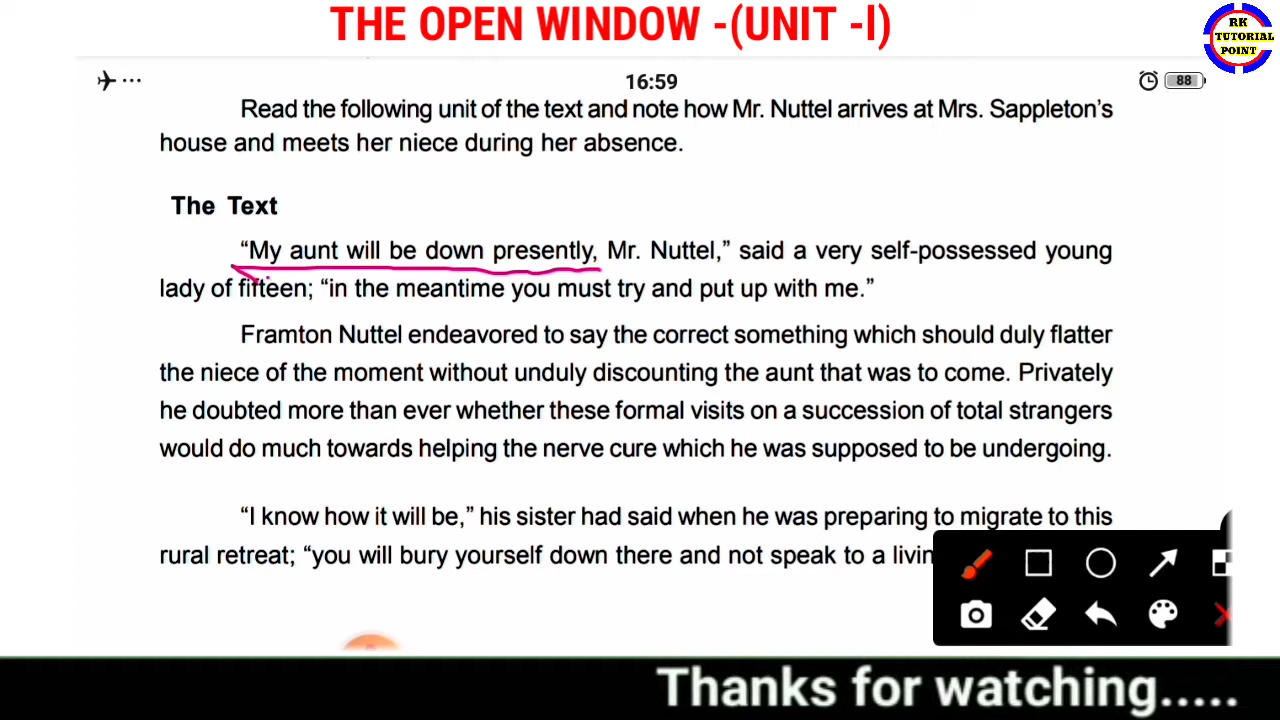 THE OPEN WINDOW -(UNIT -I)
RK
TUTORIAL
POINT
16:59
88
Read the following unit of the text and note how Mr. Nuttel arrives at Mrs. Sappleton's
house and meets her niece during her absence.
The Text
“My aunt will be down presently, Mr. Nuttel,” said a very self-possessed young
lady of fifteen; “in the meantime you must try and put up with me.”
Framton Nuttel endeavored to say the correct something which should duly flatter
the niece of the moment without unduly discounting the aunt that was to come. Privately
he doubted more than ever whether these formal visits on a succession of total strangers
would do much towards helping the nerve cure which he was supposed to be undergoing.
“I know how it will be,” his sister had said when he was preparing to migrate to this
rural retreat; “you will bury yourself down there and not speak to a livin
Thanks for watching.....